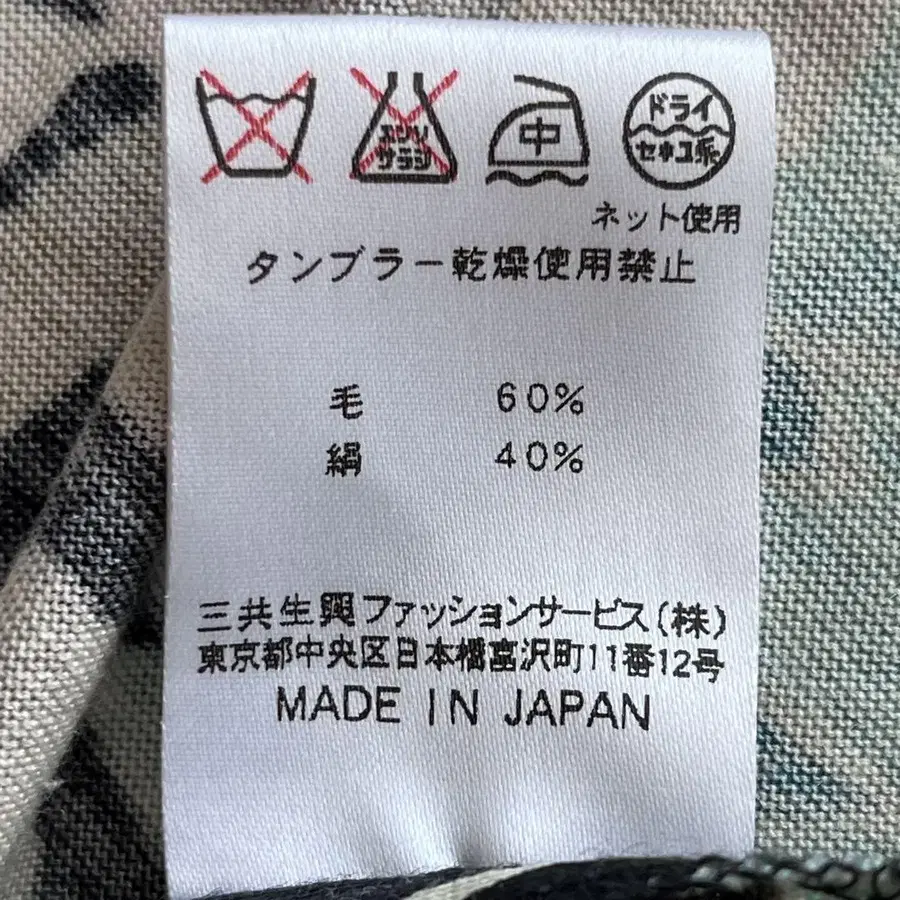 エンソ
サラシ
中
ドライ
セキユ系
ネット使用
タンブラー乾燥使用禁止
毛 60%
絹 40%
三共生興ファッションサービス(株)
東京都中央区日本橋富沢町11番12号
MADE IN JAPAN